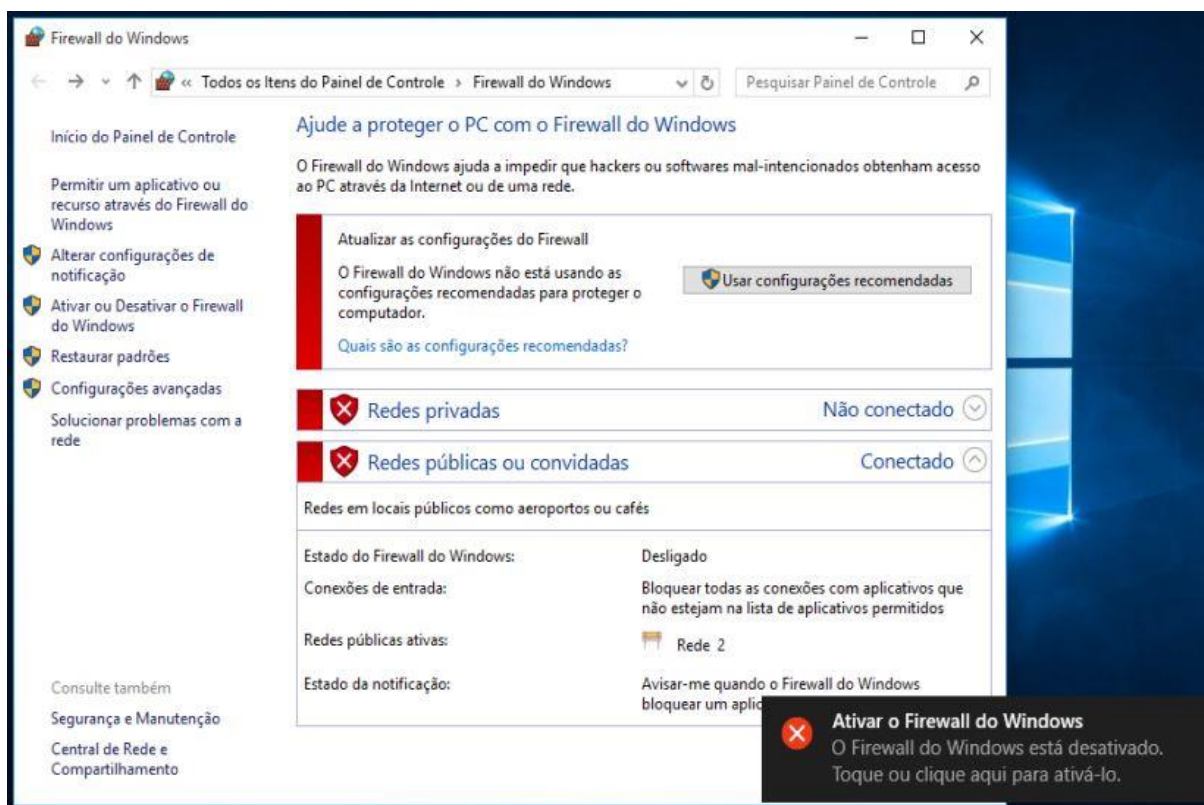 Firewall do Windows
« Todos os Itens do Painel de Controle › Firewall do Windows
Pesquisar Painel de Controle
Início do Painel de Controle
Permitir um aplicativo ou
recurso através do Firewall do
Windows
Alterar configurações de
notificação
Ativar ou Desativar o Firewall
do Windows
Restaurar padrões
Configurações avançadas
Solucionar problemas com a
rede
Consulte também
Segurança e Manutenção
Central de Rede e
Compartilhamento
Ajude a proteger o PC com o Firewall do Windows
O Firewall do Windows ajuda a impedir que hackers ou softwares mal-intencionados obtenham acesso
ao PC através da Internet ou de uma rede.
Atualizar as configurações do Firewall
O Firewall do Windows não está usando as
configurações recomendadas para proteger o
computador.
Quais são as configurações recomendadas?
Usar configurações recomendadas
Redes privadas Não conectado
Redes públicas ou convidadas Conectado
Redes em locais públicos como aeroportos ou cafés
Estado do Firewall do Windows: Desligado
Conexões de entrada: Bloquear todas as conexões com aplicativos que
não estejam na lista de aplicativos permitidos
Redes públicas ativas: Rede 2
Estado da notificação: Avisar-me quando o Firewall do Windows
bloquear um
Ativar o Firewall do Windows
O Firewall do Windows está desativado.
Toque ou clique aqui para ativá-lo.